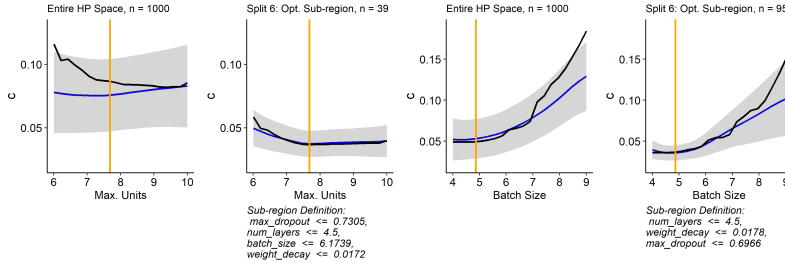 Entire HP Space, n = 1000
0.10
0.05
C
6 7 8 9 10
Max. Units
Split 6: Opt. Sub-region, n = 39
0.10
0.05
C
6 7 8 9 10
Max. Units
Sub-region Definition:
max_dropout <= 0.7305,
num_layers <= 4.5,
batch_size <= 6.1739,
weight_decay <= 0.0172
Entire HP Space, n = 1000
0.15
0.10
0.05
C
4 5 6 7 8 9
Batch Size
Split 6: Opt. Sub-region, n = 95
0.15
0.10
0.05
C
4 5 6 7 8 9
Batch Size
Sub-region Definition:
num_layers <= 4.5,
weight_decay <= 0.0178,
max_dropout <= 0.6966